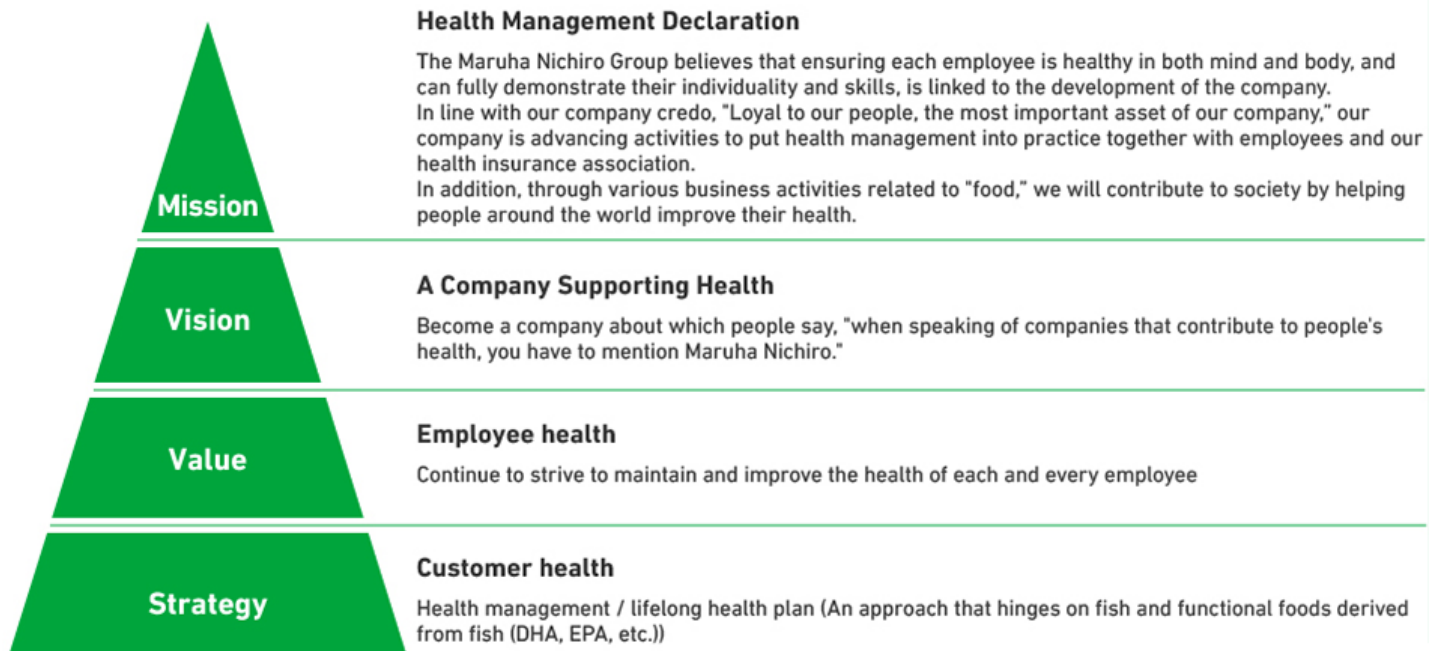 Health Management Declaration
The Maruha Nichiro Group believes that ensuring each employee is healthy in both mind and body, and
can fully demonstrate their individuality and skills, is linked to the development of the company.
In line with our company credo, "Loyal to our people, the most important asset of our company," our
company is advancing activities to put health management into practice together with employees and our
health insurance association.
In addition, through various business activities related to "food," we will contribute to society by helping
people around the world improve their health.
Mission
A Company Supporting Health
Vision
Become a company about which people say, "when speaking of companies that contribute to people's
health, you have to mention Maruha Nichiro."
Employee health
Value
Continue to strive to maintain and improve the health of each and every employee
Customer health
Strategy
Health management / lifelong health plan (An approach that hinges on fish and functional foods derived
from fish (DHA, EPA, etc.))